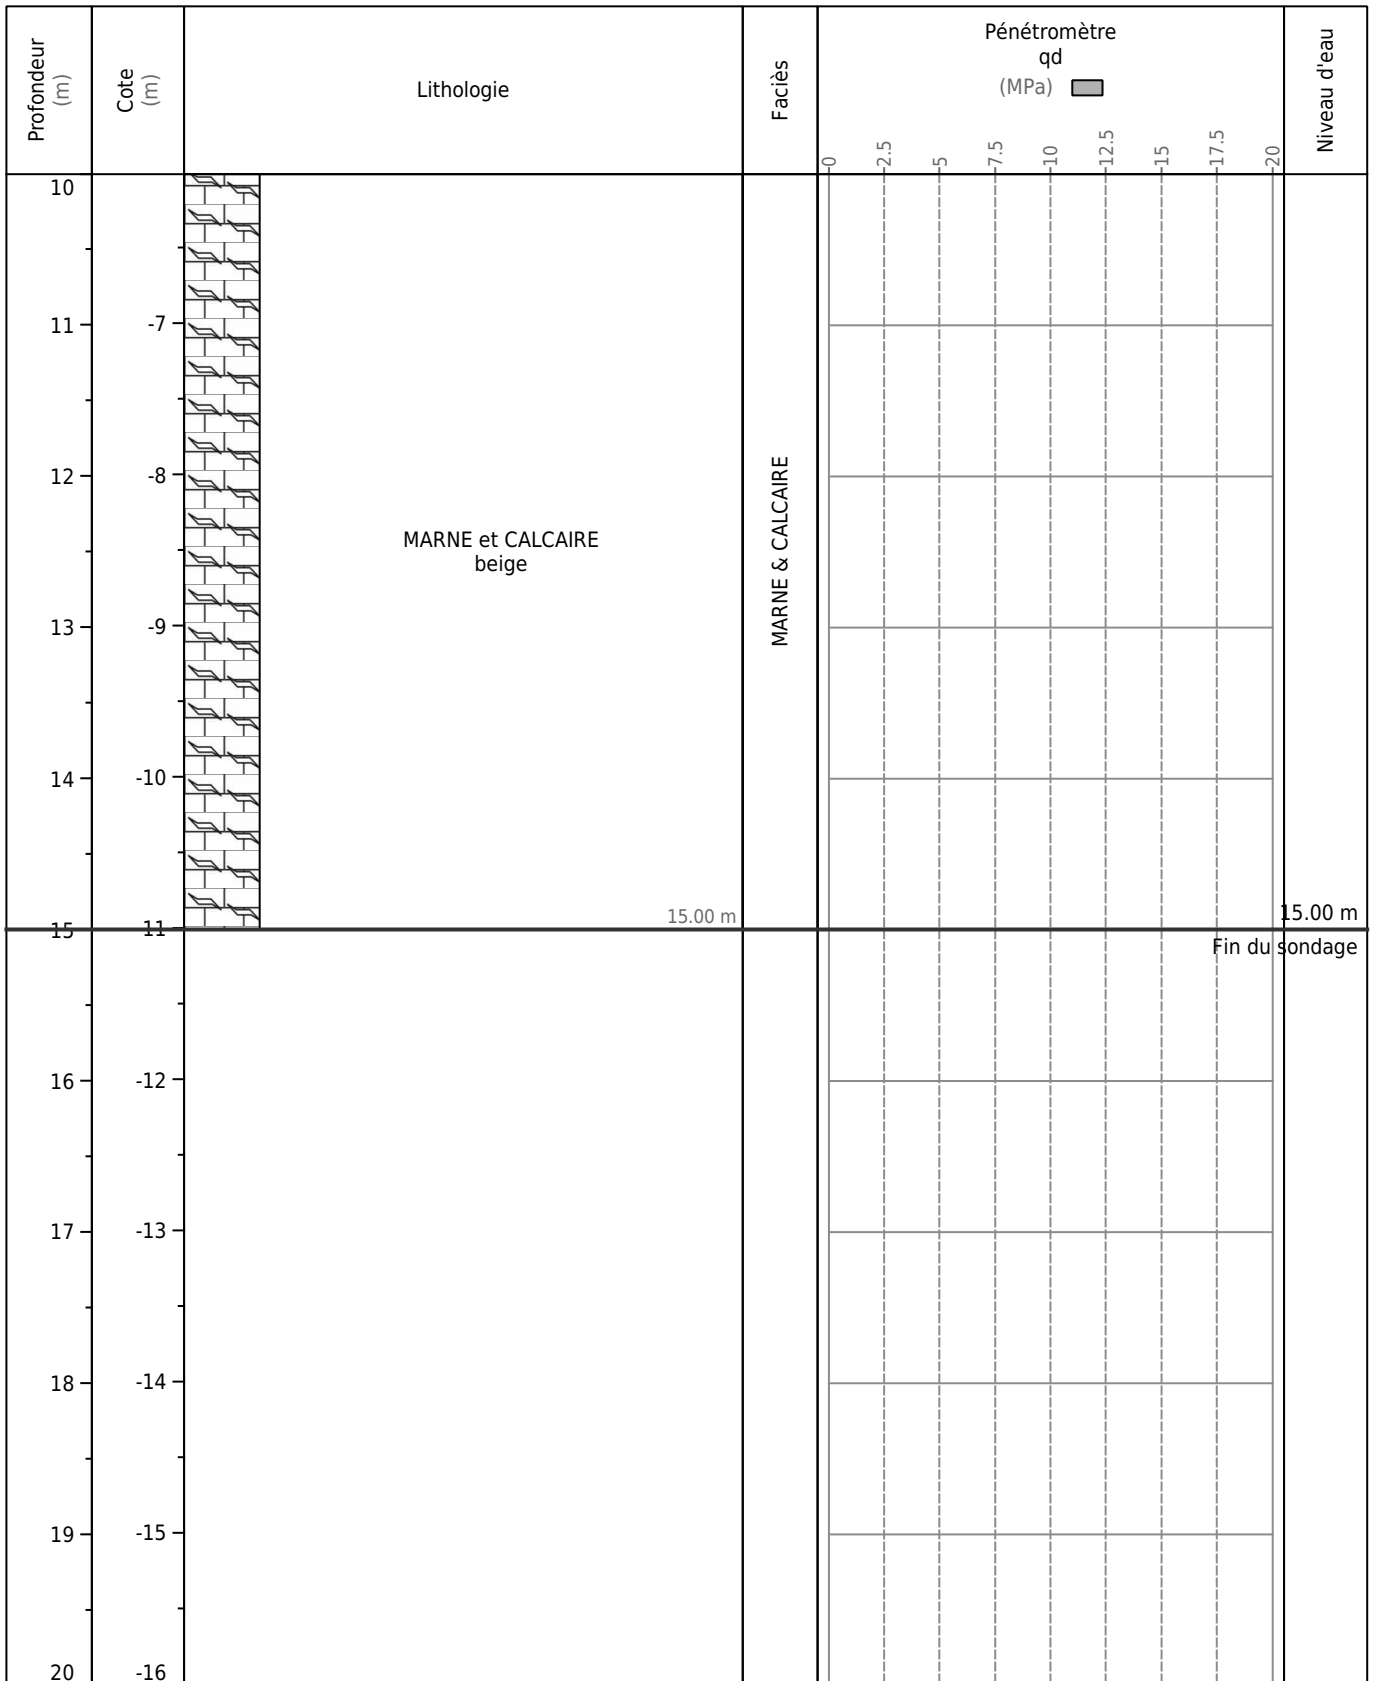 Profondeur
(m)
Cote
(m)
Lithologie
Faciès
Pénétromètre
qd
(MPa)
0
2.5
5
7.5
10
12.5
15
17.5
20
Niveau d'eau
10
11
-7
12
-8
MARNE et CALCAIRE
beige
MARNE & CALCAIRE
13
-9
14
-10
15.00 m
15.00 m
15
-11
Fin du sondage
16
-12
17
-13
18
-14
19
-15
20
-16